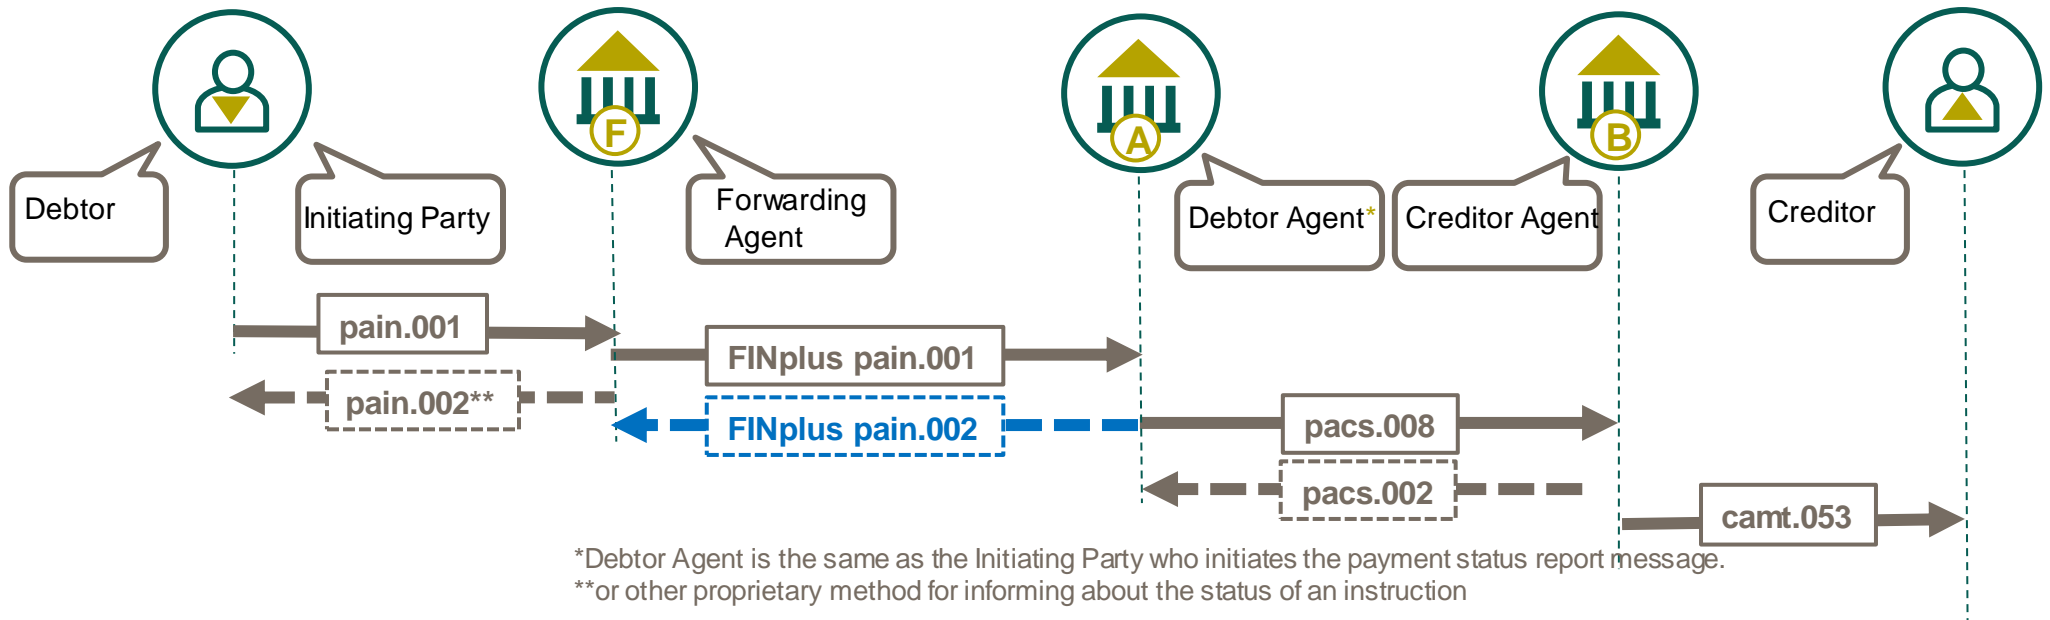 F
A
B
Debtor
Initiating Party
Forwarding
Agent
Debtor Agent*
Creditor Agent
Creditor
pain.001
FINplus pain.001
pain.002**
FINplus pain.002
pacs.008
pacs.002
camt.053
*Debtor Agent is the same as the Initiating Party who initiates the payment status report message.
**or other proprietary method for informing about the status of an instruction